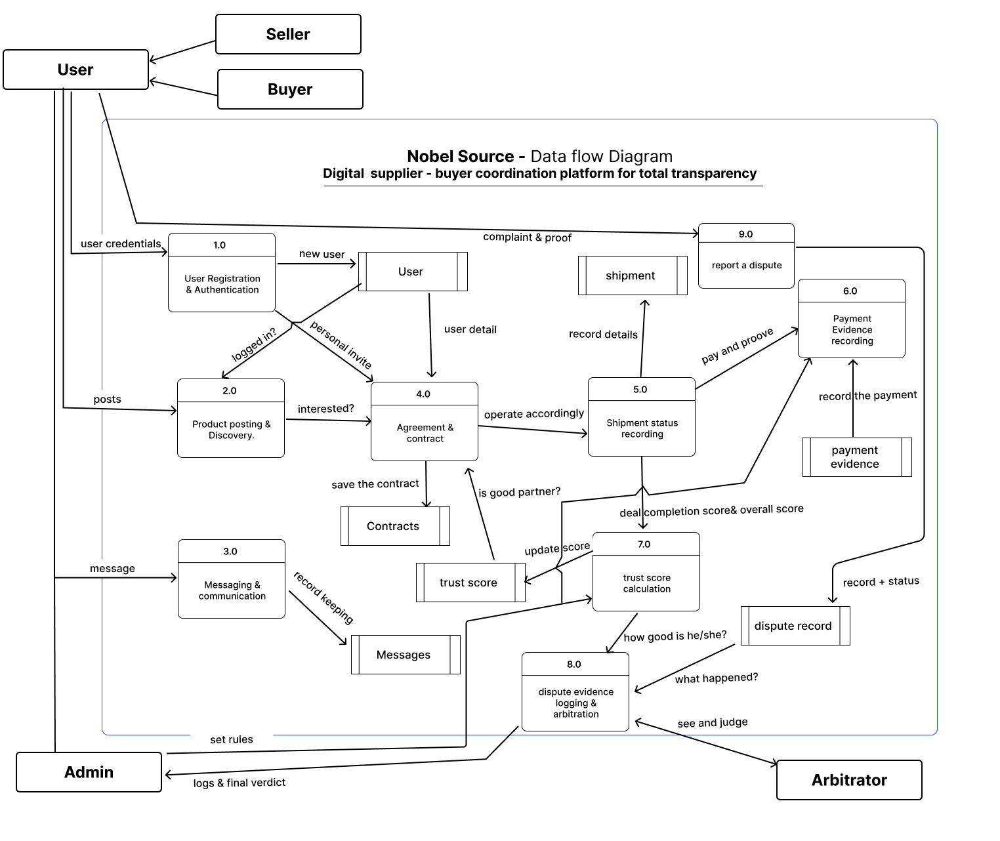 Seller
User
Buyer
Nobel Source - Data flow Diagram
Digital supplier - buyer coordination platform for total transparency
complaint & proof
9.0
report a dispute
user credentials
1.0
User Registration
& Authentication
new user
User
shipment
6.0
Payment
Evidence
recording
logged in?
personal invite
user detail
record details
pay and proove
posts
2.0
Product posting &
Discovery.
interested?
4.0
Agreement &
contract
operate accordingly
5.0
Shipment status
recording
record the payment
payment
evidence
save the contract
is good partner?
deal completion score& overall score
Contracts
3.0
Messaging &
communication
message
record keeping
update score
7.0
trust score
calculation
trust score
record + status
dispute record
Messages
how good is he/she?
8.0
dispute evidence
logging &
arbitration
what happened?
see and judge
set rules
Admin
logs & final verdict
Arbitrator